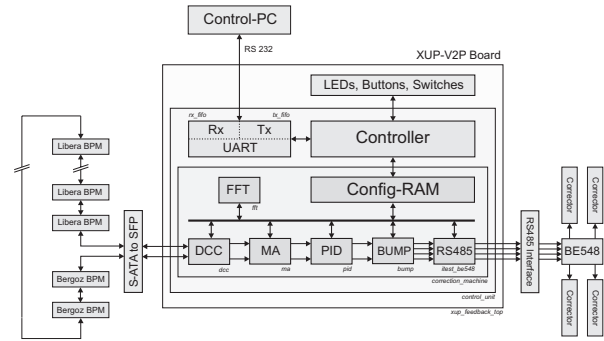 Control-PC
RS 232
XUP-V2P Board
LEDs, Buttons, Switches
rx_fifo
tx_fifo
Rx
Tx
UART
Controller
FFT
fft
Config-RAM
Libera BPM
Libera BPM
Libera BPM
Bergoz BPM
Bergoz BPM
S-ATA to SFP
DCC
MA
PID
BUMP
RS485
dcc
ma
pid
bump
itest_be548
correction_machine
control_unit
xup_feedback_top
RS485 Interface
Corrector
Corrector
BE548
Corrector
Corrector